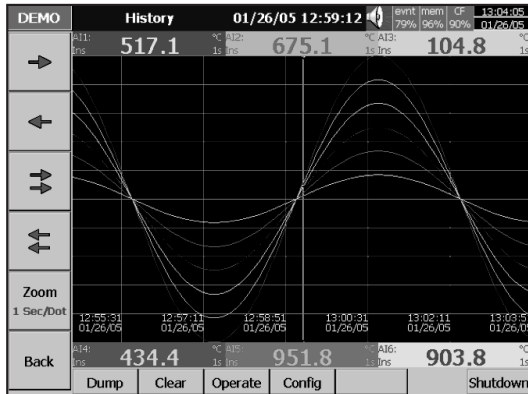 DEMO History 01/26/05 12:59:12 evnt mem CF 13:04:05
79% 96% 90% 01/26/05
AI1: 517.1 °C AI2: 675.1 °C AI3: 104.8 °C
Ins 1s Ins 1s Ins 1s
Zoom
1 Sec/Dot
12:55:31 12:57:11 12:58:51 13:00:31 13:02:11 13:03:5
01/26/05 01/26/05 01/26/05 01/26/05 01/26/05 01/26/0
Back
AI4: 434.4 °C AI5: 951.8 °C AI6: 903.8 °C
Ins 1s Ins 1s Ins 1s
Dump Clear Operate Config Shutdown